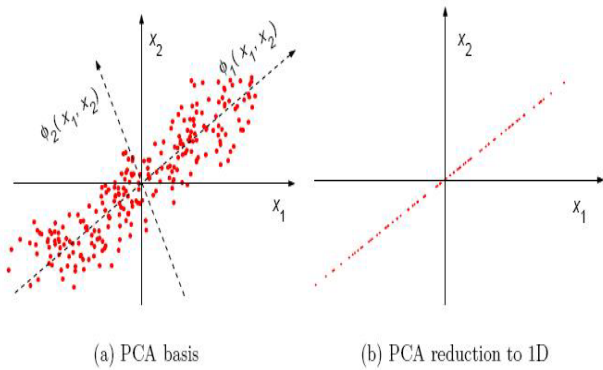 x₂
ϕ₁(x₁, x₂)
ϕ₂(x₁, x₂)
x₁
(a) PCA basis
x₂
x₁
(b) PCA reduction to 1D